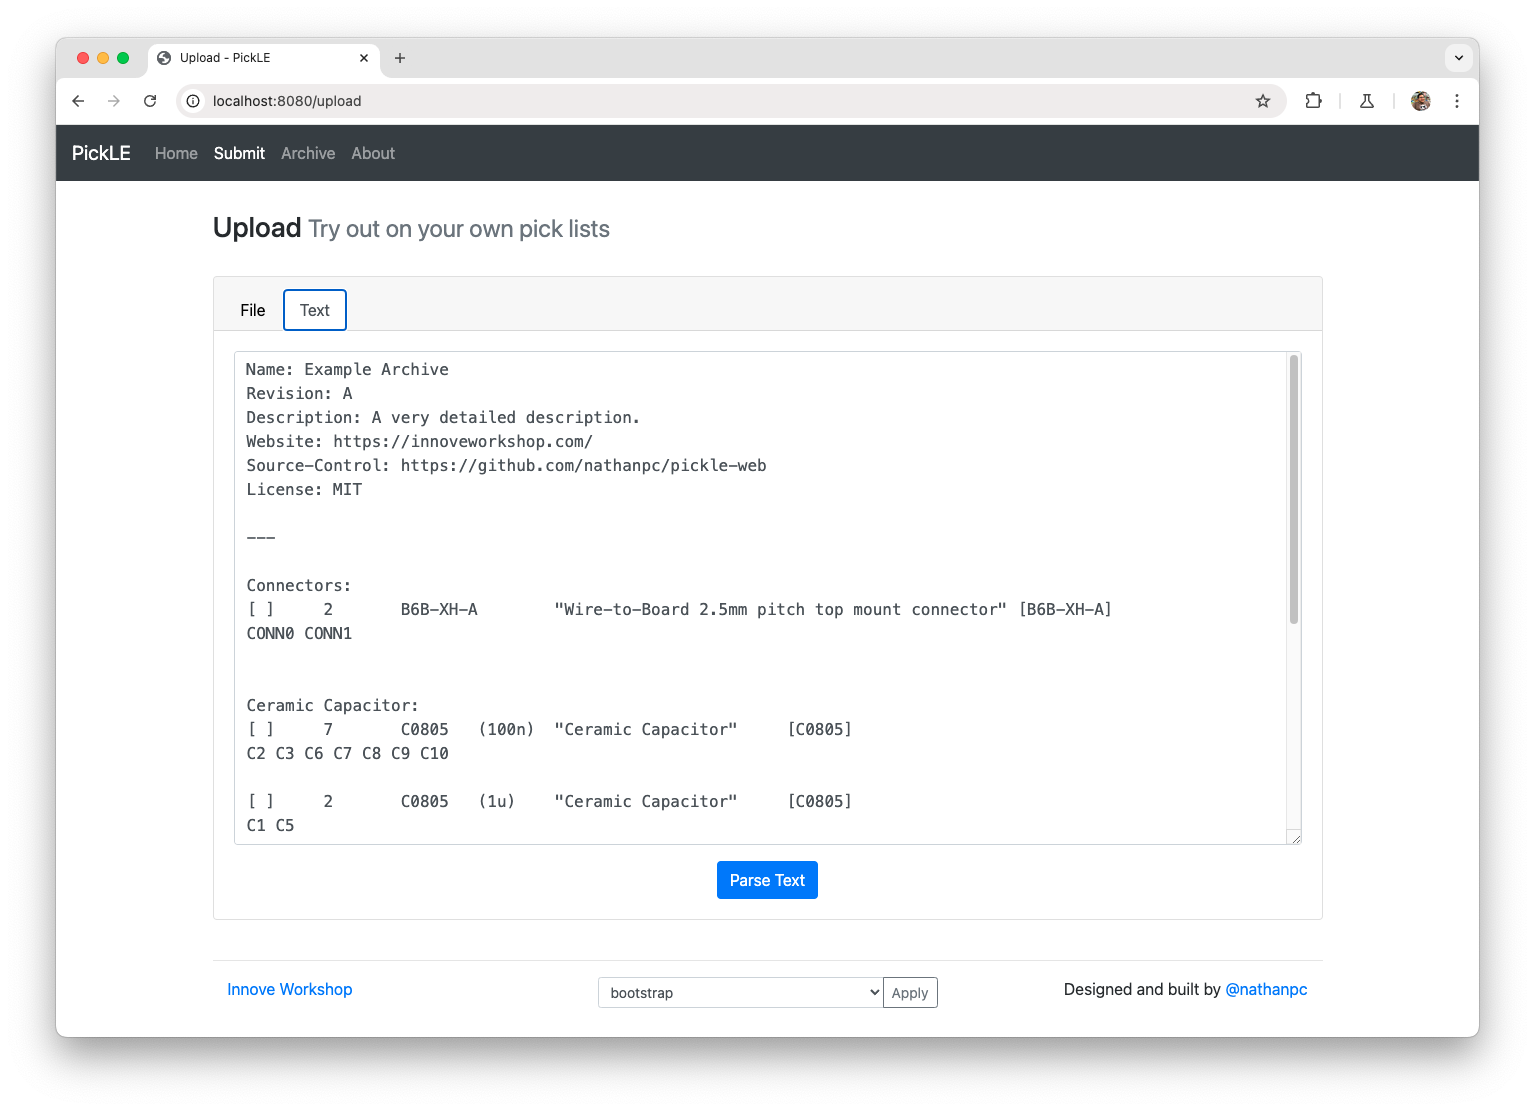 Upload - PickLE
localhost:8080/upload
PickLE Home Submit Archive About
Upload Try out on your own pick lists
File Text
Name: Example Archive
Revision: A
Description: A very detailed description.
Website: https://innoveworkshop.com/
Source-Control: https://github.com/nathanpc/pickle-web
License: MIT
---
Connectors:
[ ] 2 B6B-XH-A "Wire-to-Board 2.5mm pitch top mount connector" [B6B-XH-A]
CONN0 CONN1
Ceramic Capacitor:
[ ] 7 C0805 (100n) "Ceramic Capacitor" [C0805]
C2 C3 C6 C7 C8 C9 C10
[ ] 2 C0805 (1u) "Ceramic Capacitor" [C0805]
C1 C5
Parse Text
Innove Workshop bootstrap Apply Designed and built by @nathanpc